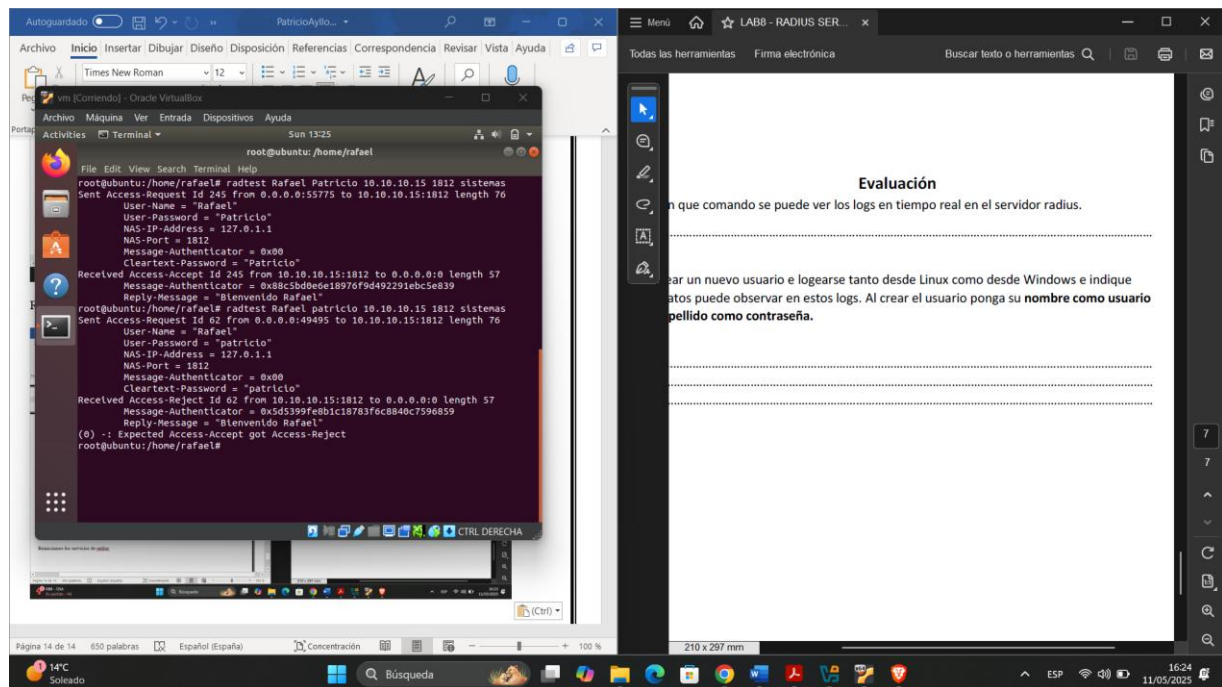 Autoguardado
PatricioAyllo...
Archivo Inicio Insertar Dibujar Diseño Disposición Referencias Correspondencia Revisar Vista Ayuda
Times New Roman 12
vm [Corriendo] - Oracle VirtualBox
Archivo Máquina Ver Entrada Dispositivos Ayuda
Activities Terminal Sun 13:25
root@ubuntu: /home/rafael
File Edit View Search Terminal Help
root@ubuntu:/home/rafael# radtest Rafael Patricio 10.10.10.15 1812 sistemas
Sent Access-Request Id 245 from 0.0.0.0:55775 to 10.10.10.15:1812 length 76
User-Name = "Rafael"
User-Password = "Patricio"
NAS-IP-Address = 127.0.1.1
NAS-Port = 1812
Message-Authenticator = 0x00
Cleartext-Password = "Patricio"
Received Access-Accept Id 245 from 10.10.10.15:1812 to 0.0.0.0:0 length 57
Message-Authenticator = 0x88c5bd0e6e18976f9d492291ebc5e839
Reply-Message = "Bienvenido Rafael"
root@ubuntu:/home/rafael# radtest Rafael patricio 10.10.10.15 1812 sistemas
Sent Access-Request Id 62 from 0.0.0.0:49495 to 10.10.10.15:1812 length 76
User-Name = "Rafael"
User-Password = "patricio"
NAS-IP-Address = 127.0.1.1
NAS-Port = 1812
Message-Authenticator = 0x00
Cleartext-Password = "patricio"
Received Access-Reject Id 62 from 10.10.10.15:1812 to 0.0.0.0:0 length 57
Message-Authenticator = 0x5d5399fe8b1c18783f6c8840c7596859
Reply-Message = "Bienvenido Rafael"
(0) -: Expected Access-Accept got Access-Reject
root@ubuntu:/home/rafael#
CTRL DERECHA
(Ctrl)
Página 14 de 14 650 palabras Español (España) Concentración 100 %
Menú LAB8 - RADIUS SER...
Todas las herramientas Firma electrónica Buscar texto o herramientas
Evaluación
n que comando se puede ver los logs en tiempo real en el servidor radius.
ear un nuevo usuario e logearse tanto desde Linux como desde Windows e indique
atos puede observar en estos logs. Al crear el usuario ponga su nombre como usuario
pellido como contraseña.
7
7
210 x 297 mm
1
14°C
Soleado
Búsqueda
ESP
16:24
11/05/2025